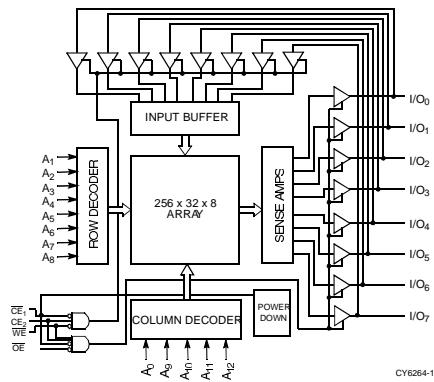 INPUT BUFFER
I/O0
I/O1
I/O2
I/O3
I/O4
I/O5
I/O6
I/O7
A1
A2
A3
A4
A5
A6
A7
A8
ROW DECODER
256 x 32 x 8
ARRAY
SENSE AMPS
CE1
CE2
WE
OE
COLUMN DECODER
POWER
DOWN
A0
A9
A10
A11
A12
CY6264-1